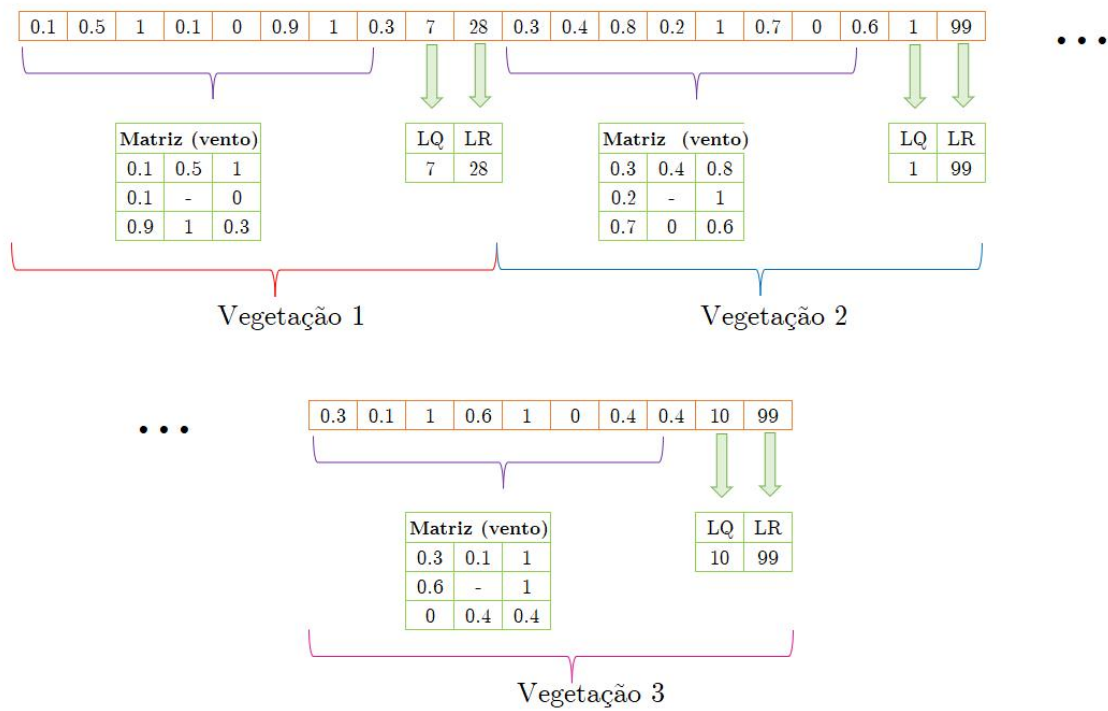 0.1 0.5 1 0.1 0 0.9 1 0.3 7 28 0.3 0.4 0.8 0.2 1 0.7 0 0.6 1 99 ...
Matriz (vento) LQ LR Matriz (vento) LQ LR
0.1 0.5 1 7 28 0.3 0.4 0.8 1 99
0.1 - 0 0.2 - 1
0.9 1 0.3 0.7 0 0.6
Vegetação 1 Vegetação 2
... 0.3 0.1 1 0.6 1 0 0.4 0.4 10 99
Matriz (vento) LQ LR
0.3 0.1 1 10 99
0.6 - 1
0 0.4 0.4
Vegetação 3